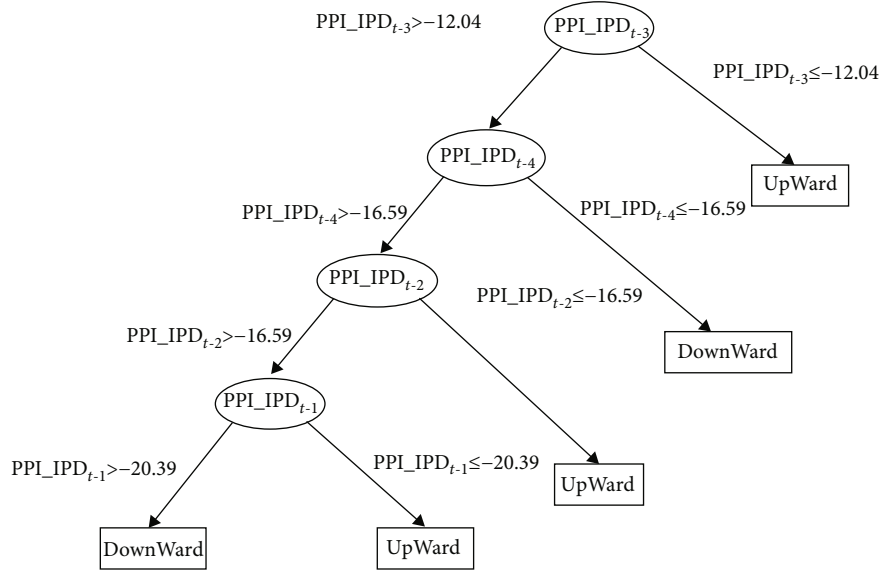 PPI_IPDt-3>−12.04
PPI_IPDt-3
PPI_IPDt-3≤−12.04
PPI_IPDt-4
UpWard
PPI_IPDt-4>−16.59
PPI_IPDt-4≤−16.59
PPI_IPDt-2
PPI_IPDt-2≤−16.59
PPI_IPDt-2>−16.59
DownWard
PPI_IPDt-1
PPI_IPDt-1>−20.39
PPI_IPDt-1≤−20.39
UpWard
DownWard
UpWard